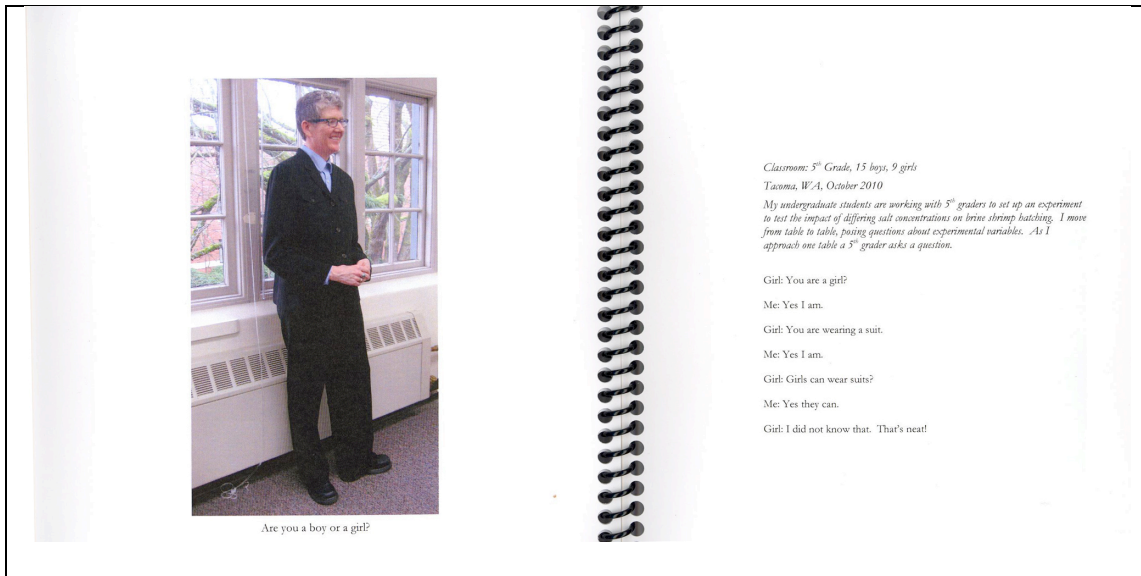 Are you a boy or a girl?
Classroom: 5th Grade, 15 boys, 9 girls
Tacoma, WA, October 2010
My undergraduate students are working with 5th graders to set up an experiment
to test the impact of differing salt concentrations on brine shrimp hatching. I move
from table to table, posing questions about experimental variables. As I
approach one table a 5th grader asks a question.
Girl: You are a girl?
Me: Yes I am.
Girl: You are wearing a suit.
Me: Yes I am.
Girl: Girls can wear suits?
Me: Yes they can.
Girl: I did not know that. That's neat!